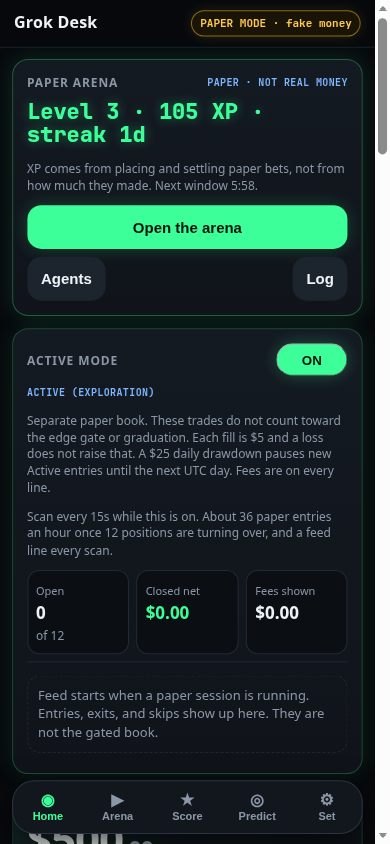 Grok Desk
PAPER MODE · fake money
PAPER ARENA
PAPER · NOT REAL MONEY
Level 3 · 105 XP ·
streak 1d
XP comes from placing and settling paper bets, not from
how much they made. Next window 5:58.
Open the arena
Agents
Log
ACTIVE MODE
ON
ACTIVE (EXPLORATION)
Separate paper book. These trades do not count toward
the edge gate or graduation. Each fill is $5 and a loss
does not raise that. A $25 daily drawdown pauses new
Active entries until the next UTC day. Fees are on every
line.
Scan every 15s while this is on. About 36 paper entries
an hour once 12 positions are turning over, and a feed
line every scan.
Open
0
of 12
Closed net
$0.00
Fees shown
$0.00
Feed starts when a paper session is running.
Entries, exits, and skips show up here. They are
not the gated book.
Home
Arena
Score
Predict
Set